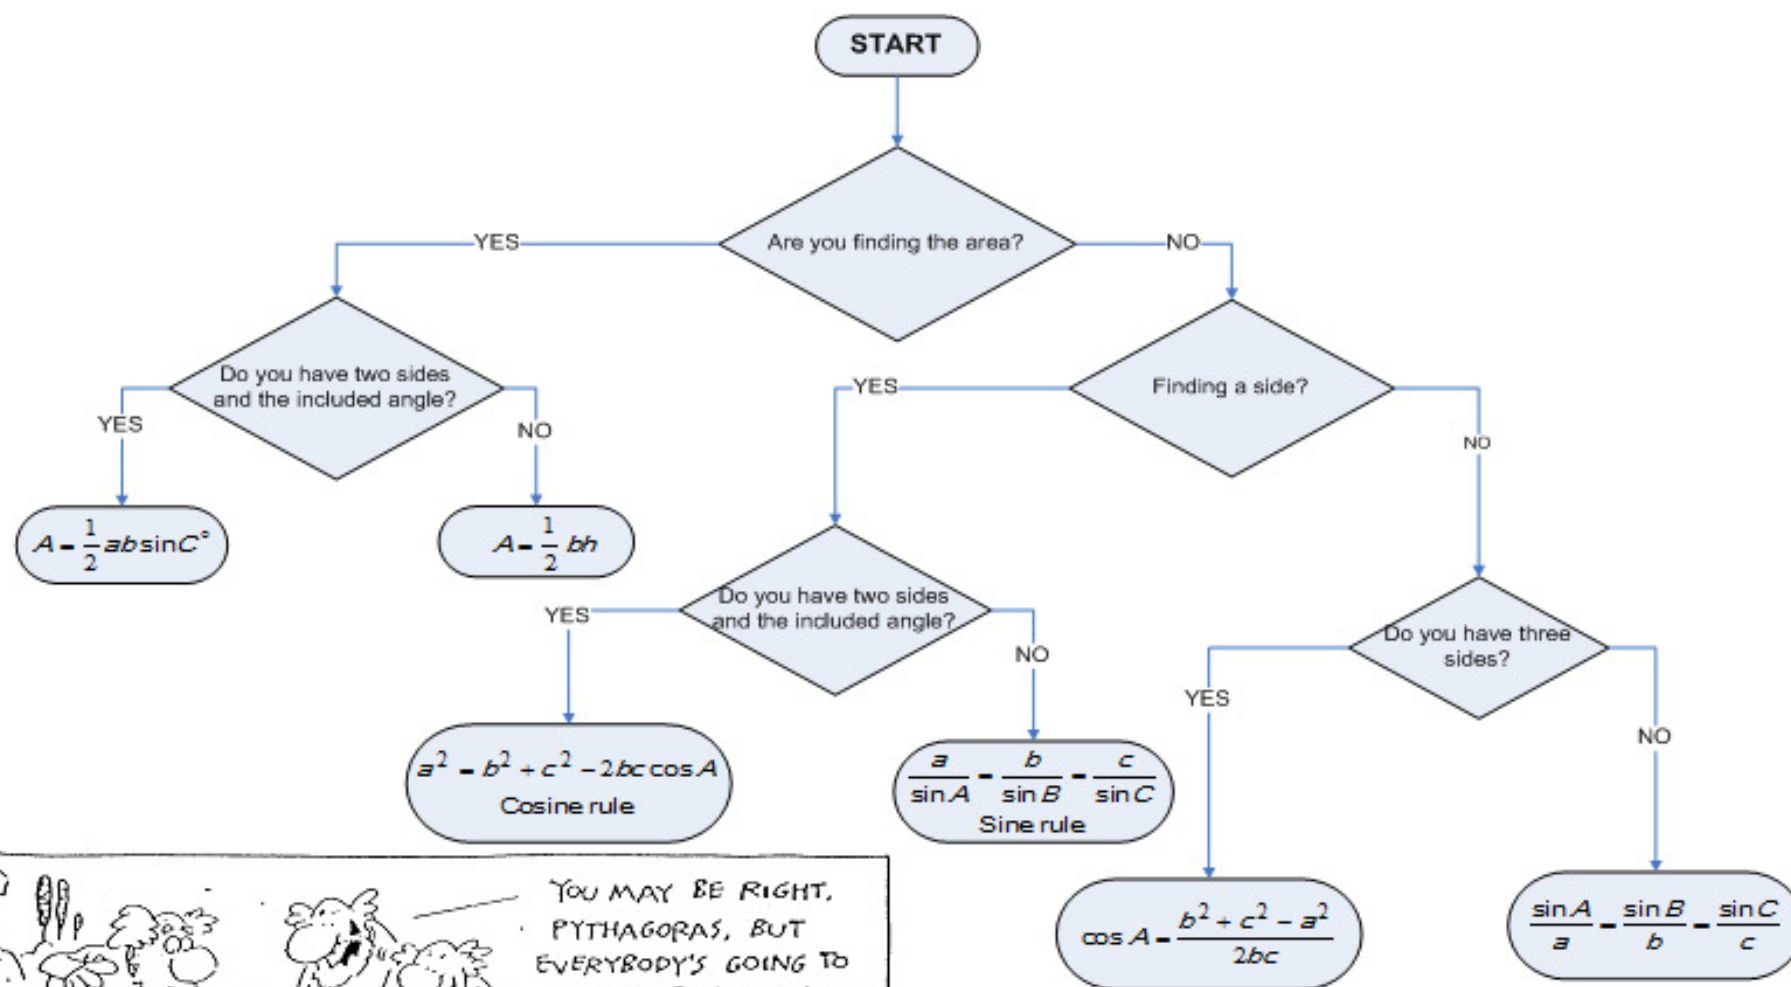 START
Are you finding the area?
YES
NO
Do you have two sides
and the included angle?
YES
NO
A = 1/2 ab sin C°
A = 1/2 bh
Finding a side?
YES
NO
Do you have two sides
and the included angle?
YES
NO
a² = b² + c² − 2bc cos A
Cosine rule
a/sin A = b/sin B = c/sin C
Sine rule
Do you have three
sides?
YES
NO
cos A = (b² + c² − a²)/2bc
sin A/a = sin B/b = sin C/c
YOU MAY BE RIGHT,
PYTHAGORAS, BUT
EVERYBODY'S GOING TO